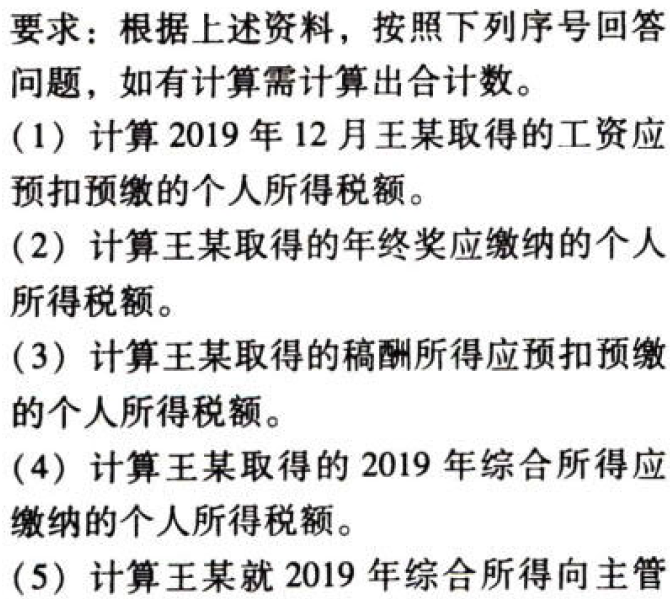 要求：根据上述资料，按照下列序号回答
问题，如有计算需计算出合计数。
(1) 计算 2019 年 12 月王某取得的工资应
预扣预缴的个人所得税额。
(2) 计算王某取得的年终奖应缴纳的个人
所得税额。
(3) 计算王某取得的稿酬所得应预扣预缴
的个人所得税额。
(4) 计算王某取得的 2019 年综合所得应
缴纳的个人所得税额。
(5) 计算王某就 2019 年综合所得向主管